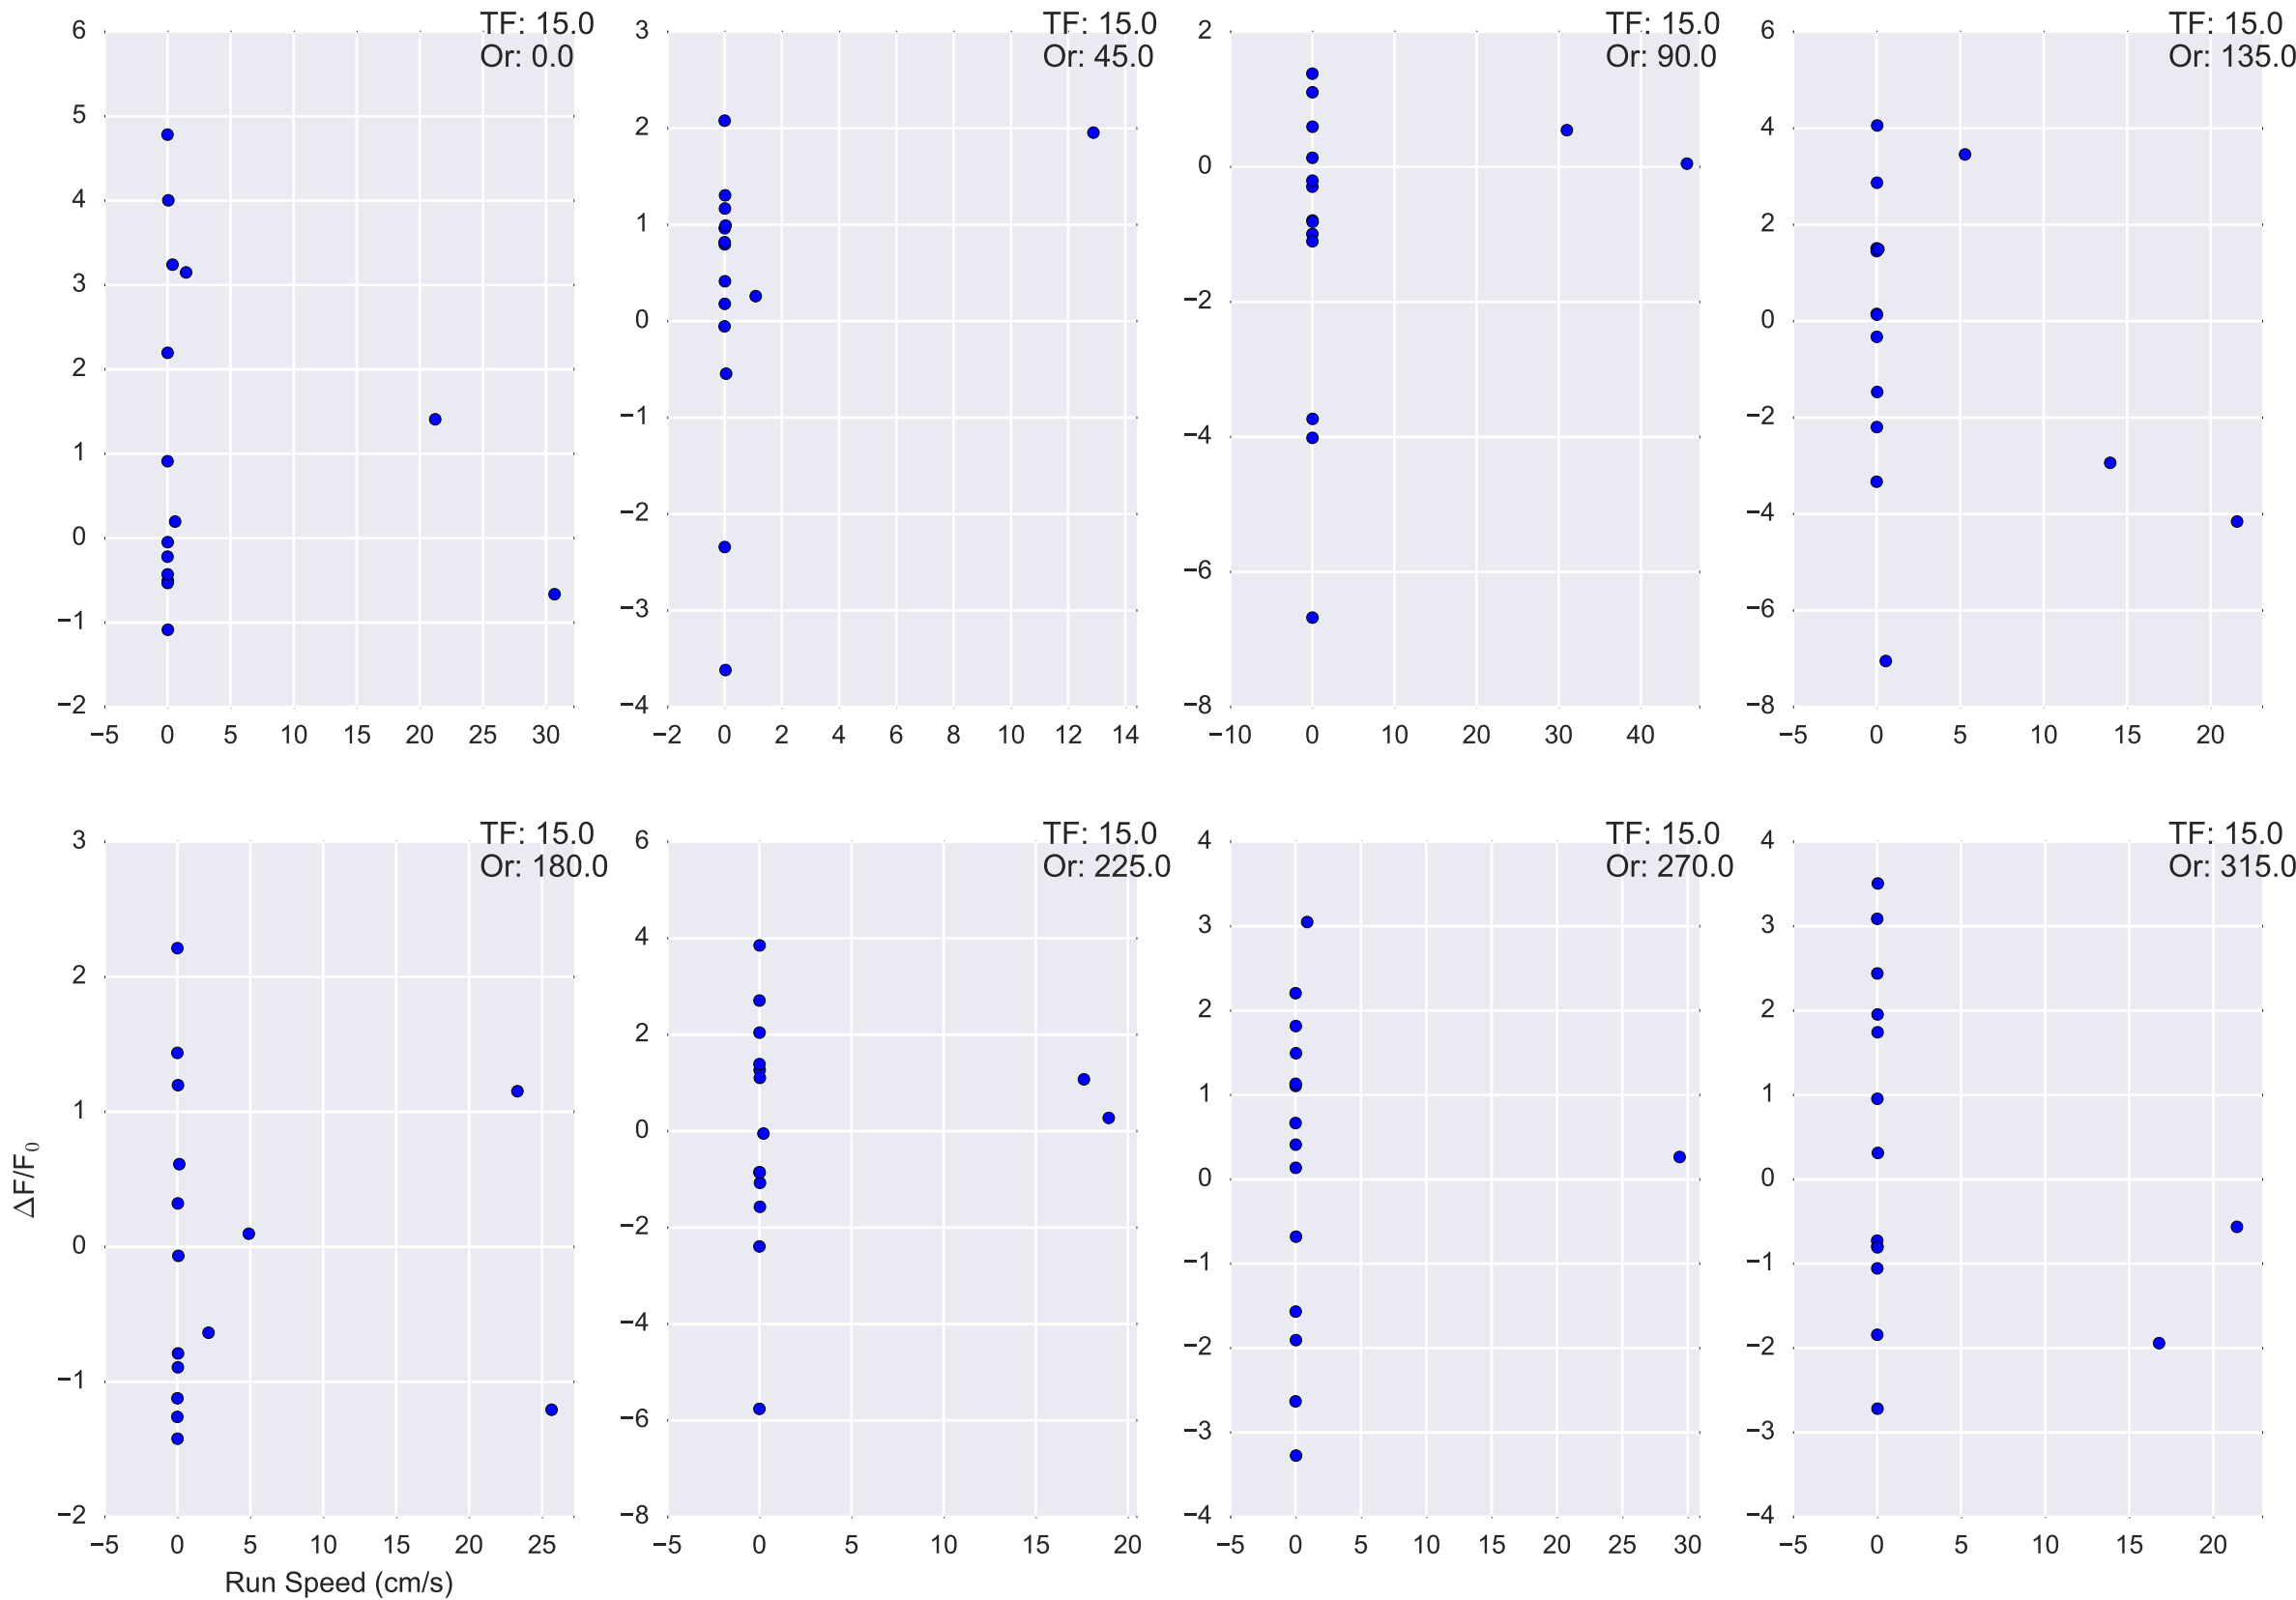 TF: 15.0
Or: 0.0
6
5
4
3
2
1
0
−1
−2
−5 0 5 10 15 20 25 30
TF: 15.0
Or: 45.0
3
2
1
0
−1
−2
−3
−4
−2 0 2 4 6 8 10 12 14
TF: 15.0
Or: 90.0
2
0
−2
−4
−6
−8
−10 0 10 20 30 40
TF: 15.0
Or: 135.0
6
4
2
0
−2
−4
−6
−8
−5 0 5 10 15 20
TF: 15.0
Or: 180.0
3
2
1
0
−1
−2
−5 0 5 10 15 20 25
ΔF/F₀
Run Speed (cm/s)
TF: 15.0
Or: 225.0
6
4
2
0
−2
−4
−6
−8
−5 0 5 10 15 20
TF: 15.0
Or: 270.0
4
3
2
1
0
−1
−2
−3
−4
−5 0 5 10 15 20 25 30
TF: 15.0
Or: 315.0
4
3
2
1
0
−1
−2
−3
−4
−5 0 5 10 15 20